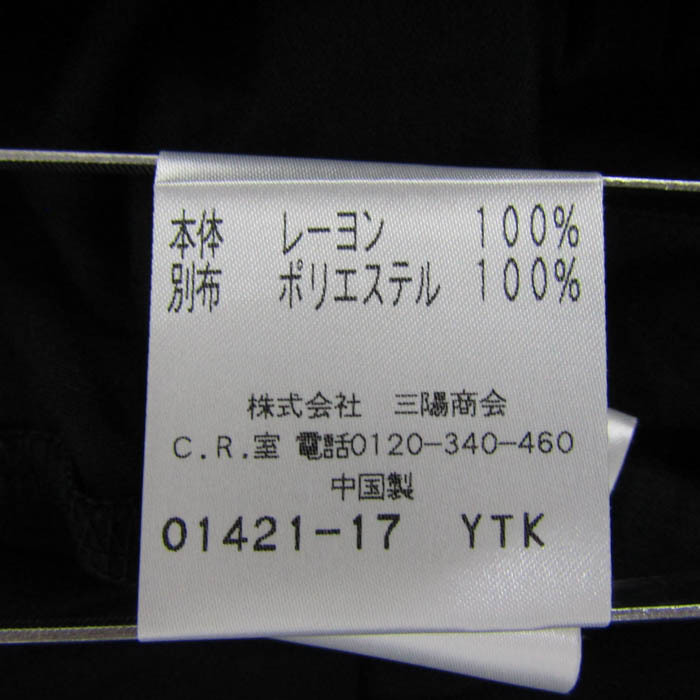 本体 レーヨン 100%
別布 ポリエステル 100%
株式会社 三陽商会
C.R.室 電話0120-340-460
中国製
01421-17 YTK